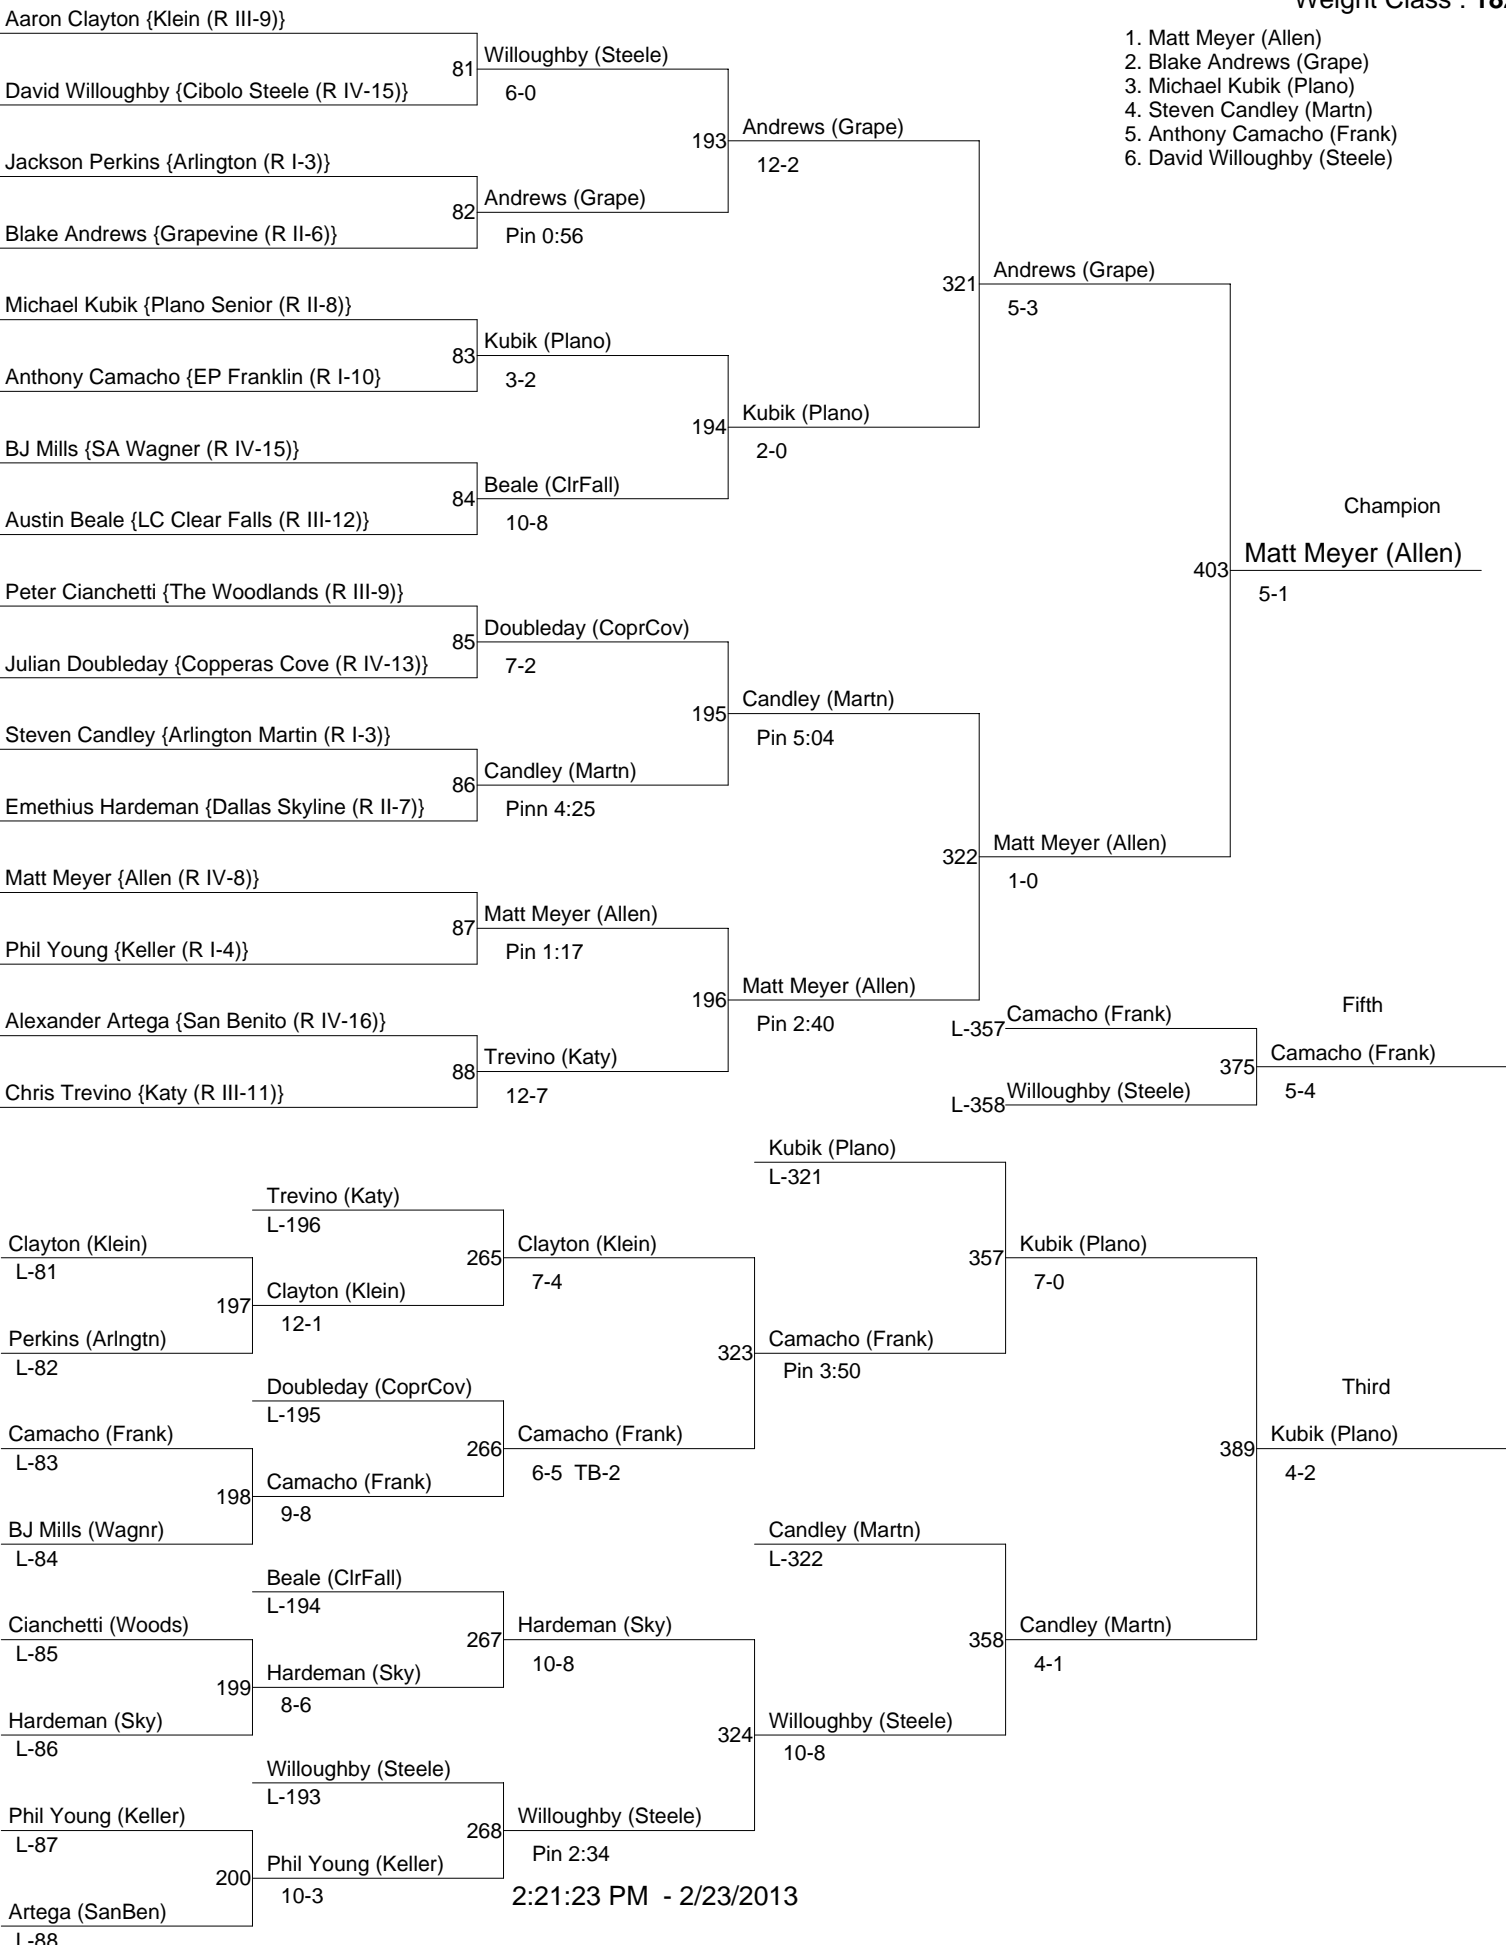 Weight Class :
1. Matt Meyer (Allen)
2. Blake Andrews (Grape)
3. Michael Kubik (Plano)
4. Steven Candley (Martn)
5. Anthony Camacho (Frank)
6. David Willoughby (Steele)
Aaron Clayton {Klein (R III-9)}
81
David Willoughby {Cibolo Steele (R IV-15)}
Willoughby (Steele)
6-0
Jackson Perkins {Arlington (R I-3)}
82
Blake Andrews {Grapevine (R II-6)}
Andrews (Grape)
Pin 0:56
193
Andrews (Grape)
12-2
Michael Kubik {Plano Senior (R II-8)}
83
Anthony Camacho {EP Franklin (R I-10}
Kubik (Plano)
3-2
BJ Mills {SA Wagner (R IV-15)}
84
Austin Beale {LC Clear Falls (R III-12)}
Beale (ClrFall)
10-8
194
Kubik (Plano)
2-0
321
Andrews (Grape)
5-3
Peter Cianchetti {The Woodlands (R III-9)}
85
Julian Doubleday {Copperas Cove (R IV-13)}
Doubleday (CoprCov)
7-2
Steven Candley {Arlington Martin (R I-3)}
86
Emethius Hardeman {Dallas Skyline (R II-7)}
Candley (Martn)
Pinn 4:25
195
Candley (Martn)
Pin 5:04
Matt Meyer {Allen (R IV-8)}
87
Phil Young {Keller (R I-4)}
Matt Meyer (Allen)
Pin 1:17
Alexander Artega {San Benito (R IV-16)}
88
Chris Trevino {Katy (R III-11)}
Trevino (Katy)
12-7
196
Matt Meyer (Allen)
Pin 2:40
322
Matt Meyer (Allen)
1-0
Champion
403
Matt Meyer (Allen)
5-1
Fifth
L-357
Camacho (Frank)
L-358
Willoughby (Steele)
375
Camacho (Frank)
5-4
Clayton (Klein)
L-81
197
Perkins (Arlngtn)
L-82
Trevino (Katy)
L-196
Clayton (Klein)
12-1
265
Clayton (Klein)
7-4
Camacho (Frank)
L-83
198
BJ Mills (Wagnr)
L-84
Doubleday (CoprCov)
L-195
Camacho (Frank)
9-8
266
Camacho (Frank)
6-5 TB-2
Kubik (Plano)
L-321
323
Camacho (Frank)
Pin 3:50
357
Kubik (Plano)
7-0
Cianchetti (Woods)
L-85
199
Hardeman (Sky)
L-86
Beale (ClrFall)
L-194
Hardeman (Sky)
8-6
267
Hardeman (Sky)
10-8
Phil Young (Keller)
L-87
200
Artega (SanBen)
L-88
Willoughby (Steele)
L-193
Phil Young (Keller)
10-3
268
Willoughby (Steele)
Pin 2:34
Candley (Martn)
L-322
324
Willoughby (Steele)
10-8
358
Candley (Martn)
4-1
Third
389
Kubik (Plano)
4-2
2:21:23 PM - 2/23/2013